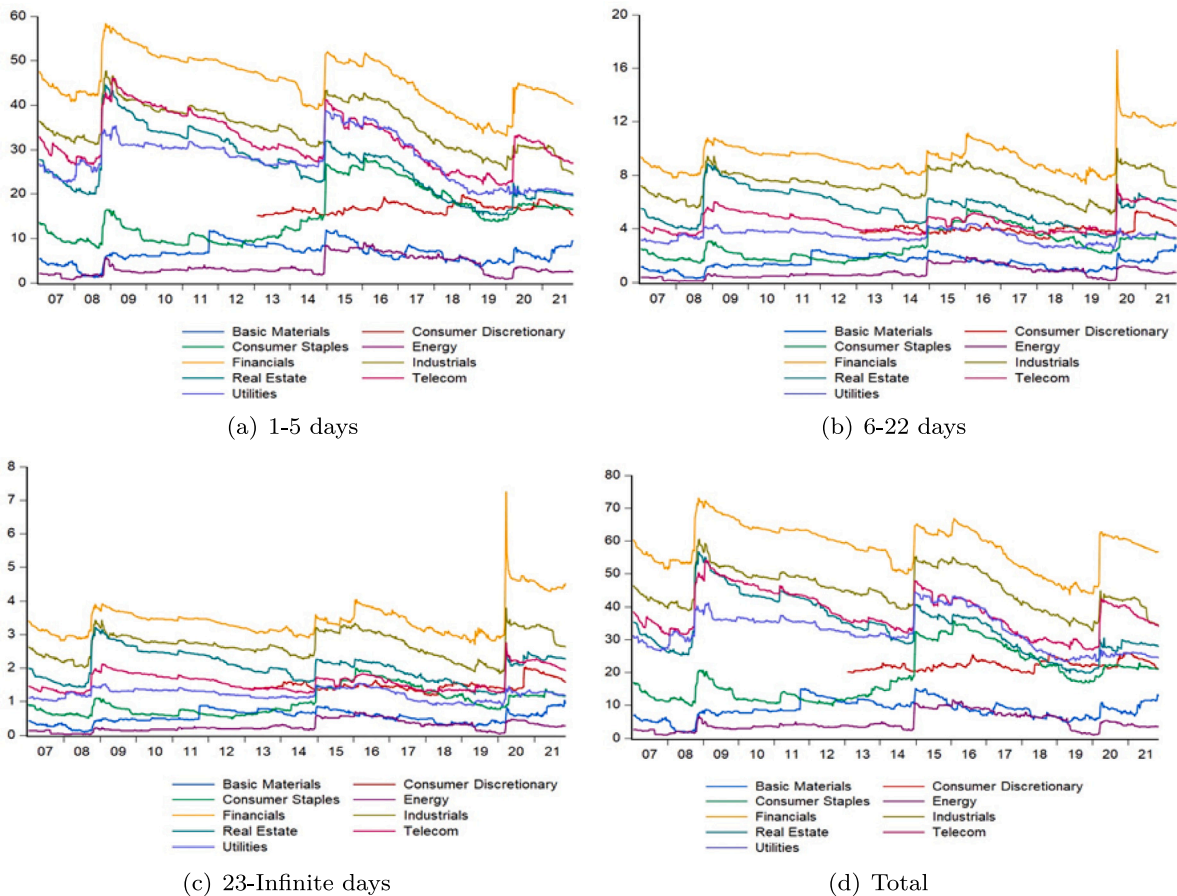 60
50
40
30
20
10
0
07 08 09 10 11 12 13 14 15 16 17 18 19 20 21
Basic Materials Consumer Discretionary
Consumer Staples Energy
Financials Industrials
Real Estate Telecom
Utilities
(a) 1-5 days
20
16
12
8
4
0
07 08 09 10 11 12 13 14 15 16 17 18 19 20 21
Basic Materials Consumer Discretionary
Consumer Staples Energy
Financials Industrials
Real Estate Telecom
Utilities
(b) 6-22 days
8
7
6
5
4
3
2
1
0
07 08 09 10 11 12 13 14 15 16 17 18 19 20 21
Basic Materials Consumer Discretionary
Consumer Staples Energy
Financials Industrials
Real Estate Telecom
Utilities
(c) 23-Infinite days
80
70
60
50
40
30
20
10
0
07 08 09 10 11 12 13 14 15 16 17 18 19 20 21
Basic Materials Consumer Discretionary
Consumer Staples Energy
Financials Industrials
Real Estate Telecom
Utilities
(d) Total